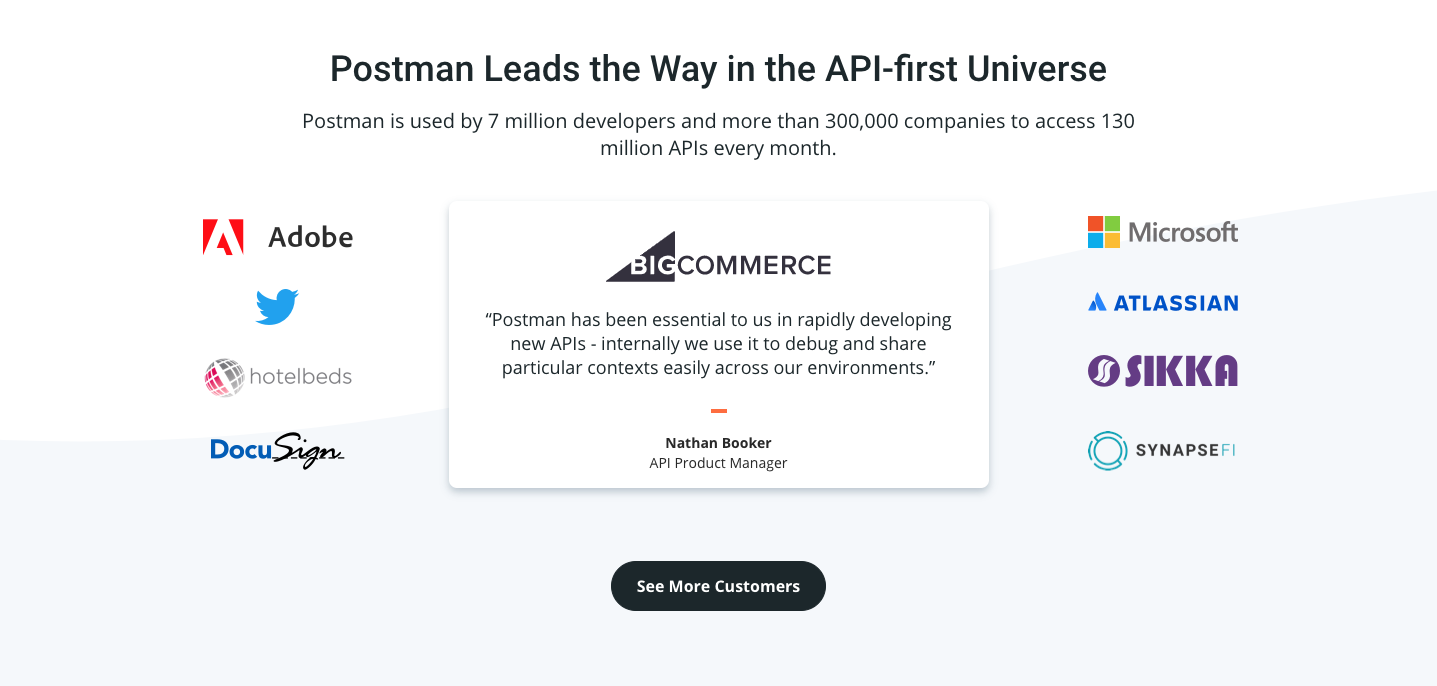 Postman Leads the Way in the API-first Universe
Postman is used by 7 million developers and more than 300,000 companies to access 130
million APIs every month.
Adobe
hotelbeds
DocuSign
BIGCOMMERCE
“Postman has been essential to us in rapidly developing
new APIs - internally we use it to debug and share
particular contexts easily across our environments.”
Nathan Booker
API Product Manager
Microsoft
ATLASSIAN
SIKKA
SYNAPSEFI
See More Customers